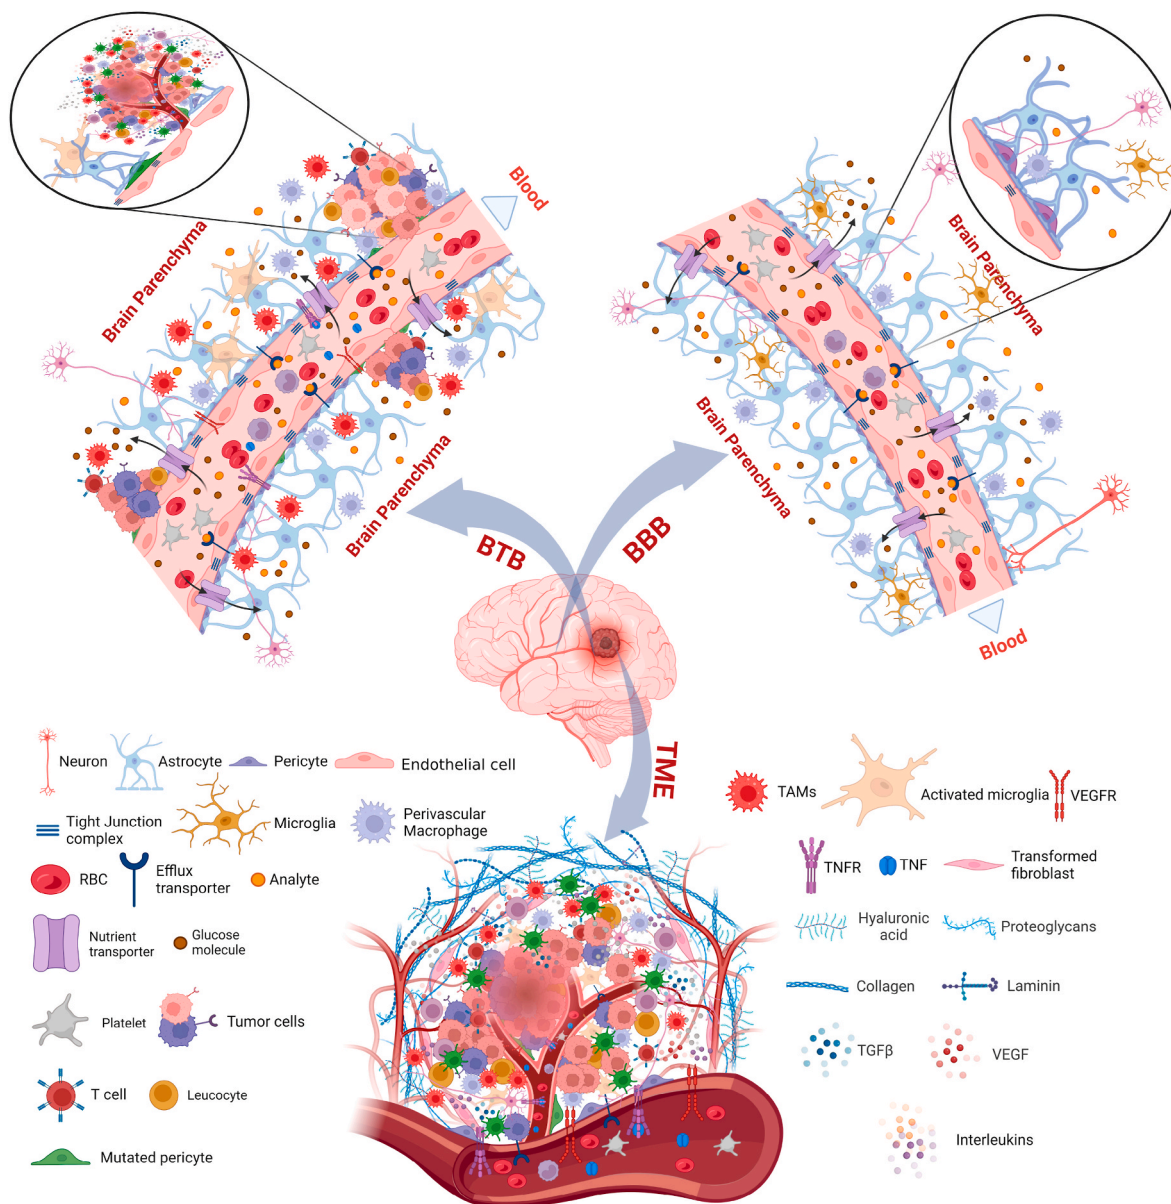 Blood
Brain Parenchyma
Brain Parenchyma
Brain Parenchyma
Brain Parenchyma
Blood
BTB
BBB
TME
Neuron
Astrocyte
Pericyte
Endothelial cell
Tight Junction
complex
Microglia
Perivascular
Macrophage
RBC
Efflux
transporter
Analyte
Nutrient
transporter
Glucose
molecule
Platelet
Tumor cells
T cell
Leucocyte
Mutated pericyte
TAMs
Activated microglia
VEGFR
TNFR
TNF
Transformed
fibroblast
Hyaluronic
acid
Proteoglycans
Collagen
Laminin
TGFβ
VEGF
Interleukins